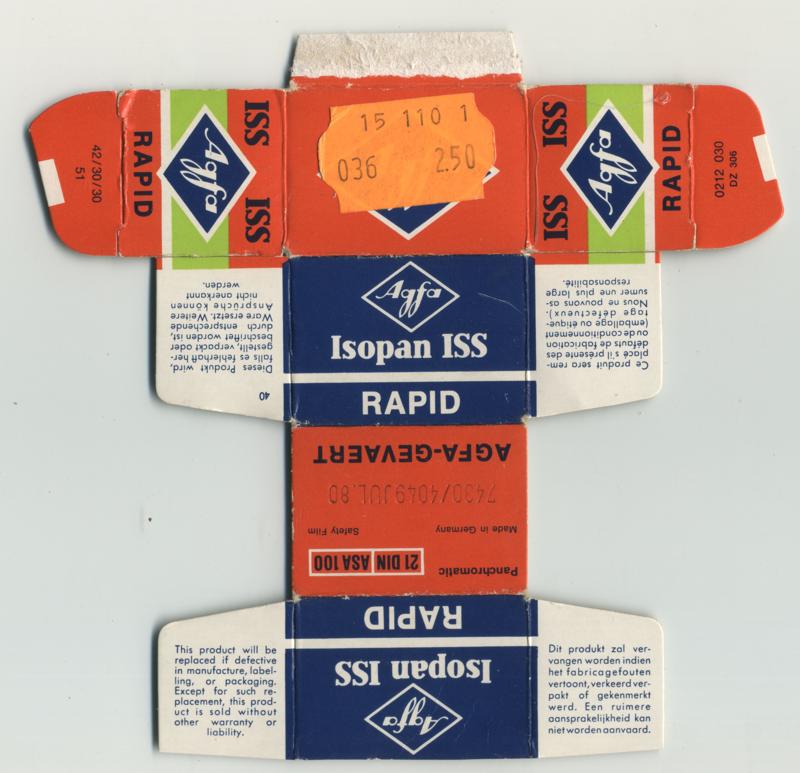 15 110 1
036 2.50
42/30/30
51
RAPID
Agfa
ISS
ISS
ISS
ISS
Agfa
RAPID
0212 030
DZ 306
Dieses Produkt wird,
falls es fehlerhaft her-
gestellt, verpackt oder
beschriftet worden ist,
durch entsprechende
Ware ersetzt. Weitere
Ansprüche können
nicht anerkannt
werden.
40
Agfa
Isopan ISS
RAPID
Ce produit sera rem-
placé s'il présente des
défauts de fabrication
ou de conditionnement
(emballage ou étique-
tage défectueux).
Nous ne pouvons as-
sumer une plus large
responsabilité.
Panchromatic
21 DIN ASA 100
Made in Germany
Safety Film
7430/4049 JUL.80
AGFA-GEVAERT
Agfa
Isopan ISS
RAPID
This product will be
replaced if defective
in manufacture, label-
ling, or packaging.
Except for such re-
placement, this prod-
uct is sold without
other warranty or
liability.
Dit produkt zal ver-
vangen worden indien
het fabricagefouten
vertoont, verkeerd ver-
pakt of gekenmerkt
werd. Een ruimere
aansprakelijkheid kan
niet worden aanvaard.